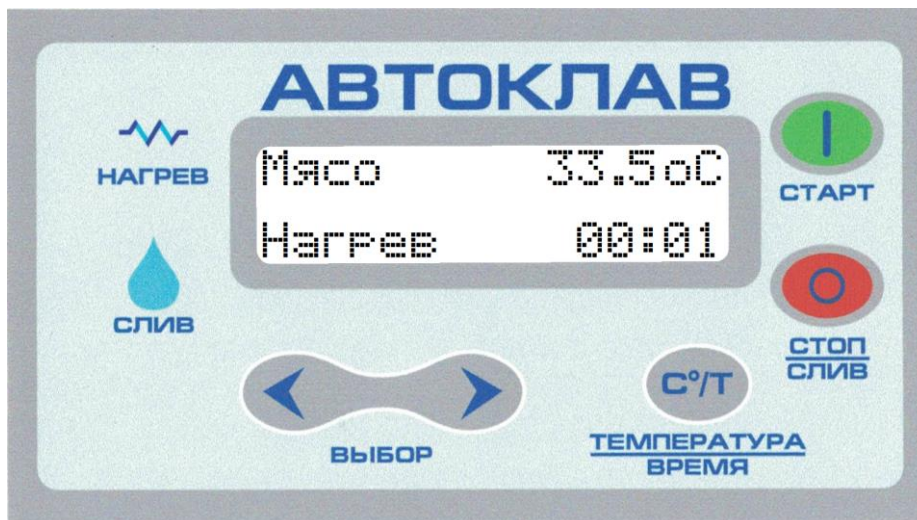 АВТОКЛАВ
НАГРЕВ
Мясо 33.5oC
СТАРТ
Нагрев 00:01
СЛИВ
СТОП
СЛИВ
C°/T
ВЫБОР
ТЕМПЕРАТУРА
ВРЕМЯ